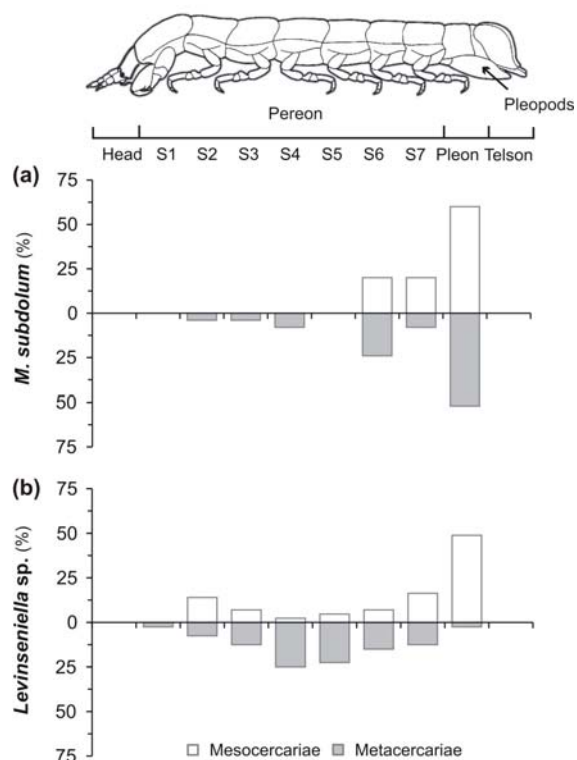 Pleopods
Pereon
Head S1 S2 S3 S4 S5 S6 S7 Pleon Telson
(a)
M. subdolum (%)
75
50
25
0
25
50
75
(b)
Levinseniella sp. (%)
75
50
25
0
25
50
75
Mesocercariae Metacercariae